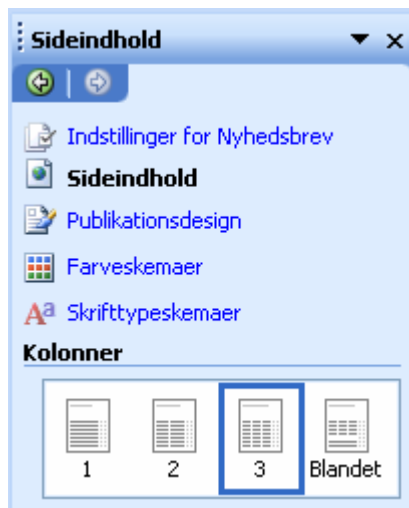 Sideindhold
Indstillinger for Nyhedsbrev
Sideindhold
Publikationsdesign
Farveskemaer
Skrifttypeskemaer
Kolonner
1 2 3 Blandet